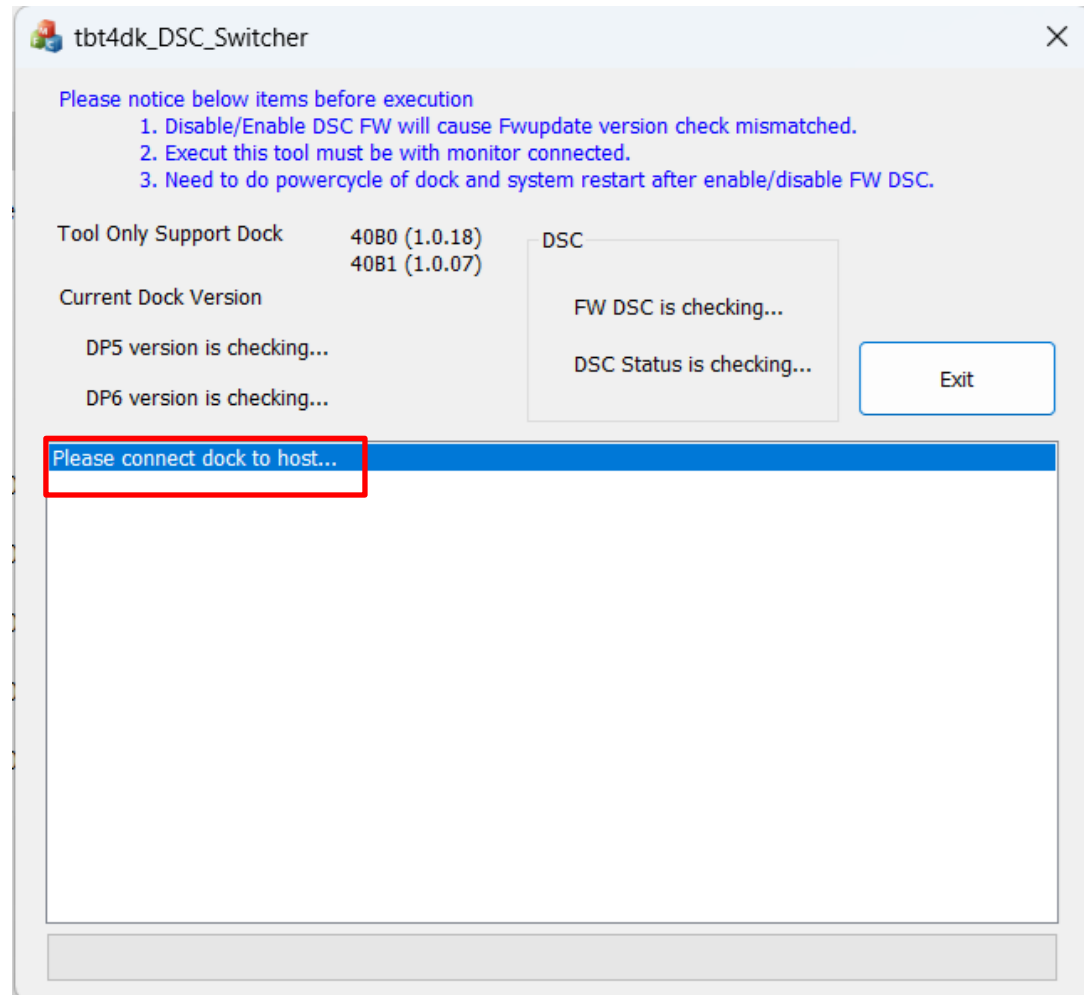 tbt4dk_DSC_Switcher
Please notice below items before execution
1. Disable/Enable DSC FW will cause Fwupdate version check mismatched.
2. Execut this tool must be with monitor connected.
3. Need to do powercycle of dock and system restart after enable/disable FW DSC.
Tool Only Support Dock
40B0 (1.0.18)
40B1 (1.0.07)
Current Dock Version
DP5 version is checking...
DP6 version is checking...
DSC
FW DSC is checking...
DSC Status is checking...
Exit
Please connect dock to host...